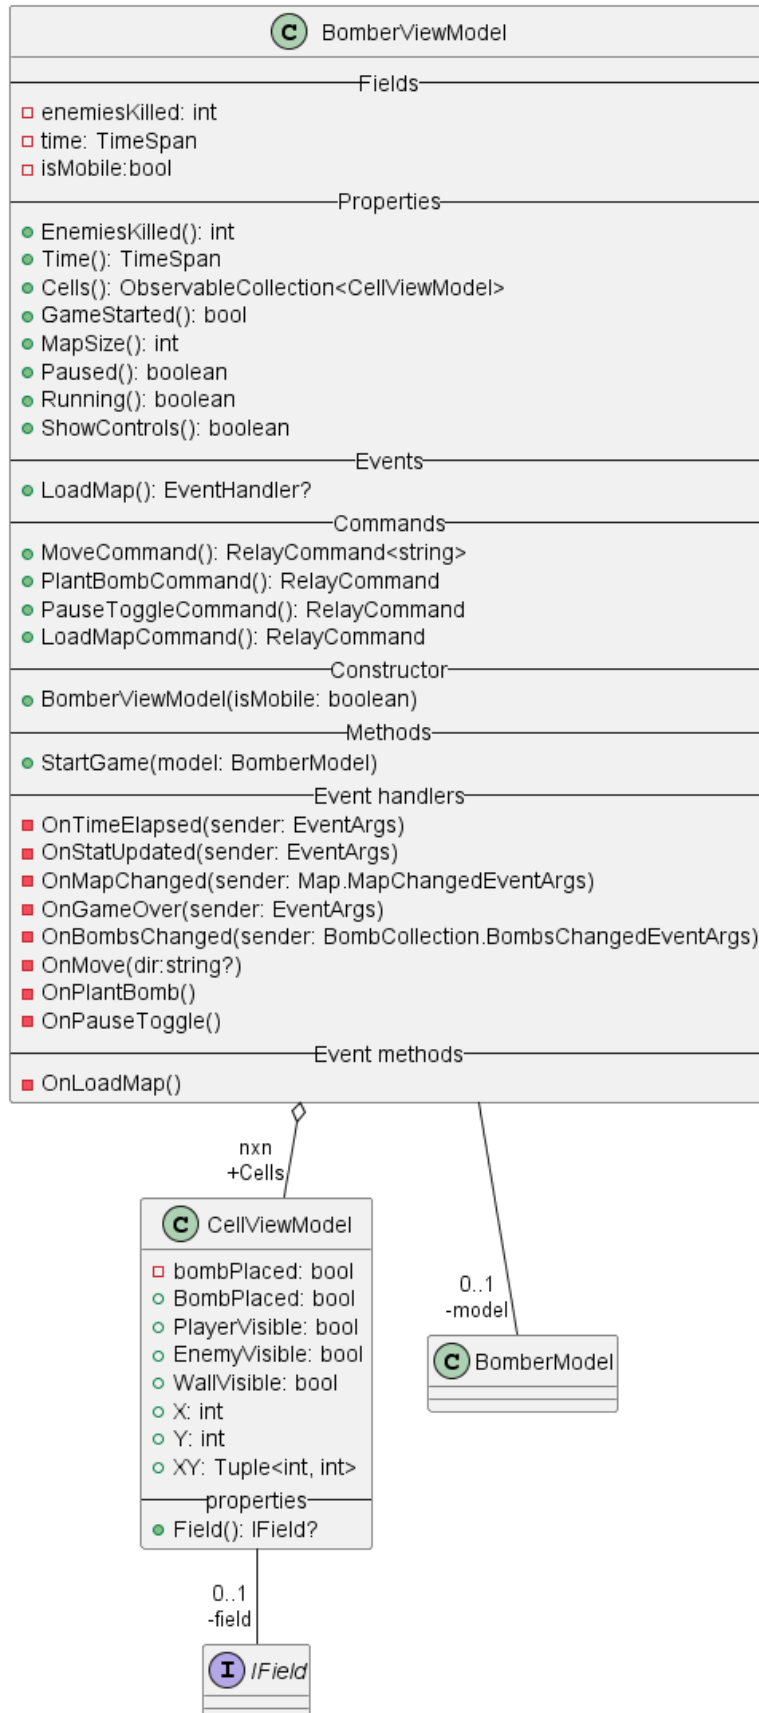 C BomberViewModel
Fields
enemiesKilled: int
time: TimeSpan
isMobile:bool
Properties
EnemiesKilled(): int
Time(): TimeSpan
Cells(): ObservableCollection<CellViewModel>
GameStarted(): bool
MapSize(): int
Paused(): boolean
Running(): boolean
ShowControls(): boolean
Events
LoadMap(): EventHandler?
Commands
MoveCommand(): RelayCommand<string>
PlantBombCommand(): RelayCommand
PauseToggleCommand(): RelayCommand
LoadMapCommand(): RelayCommand
Constructor
BomberViewModel(isMobile: boolean)
Methods
StartGame(model: BomberModel)
Event handlers
OnTimeElapsed(sender: EventArgs)
OnStatUpdated(sender: EventArgs)
OnMapChanged(sender: Map.MapChangedEventArgs)
OnGameOver(sender: EventArgs)
OnBombsChanged(sender: BombCollection.BombsChangedEventArgs)
OnMove(dir:string?)
OnPlantBomb()
OnPauseToggle()
Event methods
OnLoadMap()
nxn
+Cells
C CellViewModel
bombPlaced: bool
BombPlaced: bool
PlayerVisible: bool
EnemyVisible: bool
WallVisible: bool
X: int
Y: int
XY: Tuple<int, int>
properties
Field(): IField?
0..1
-model
C BomberModel
0..1
-field
I IField